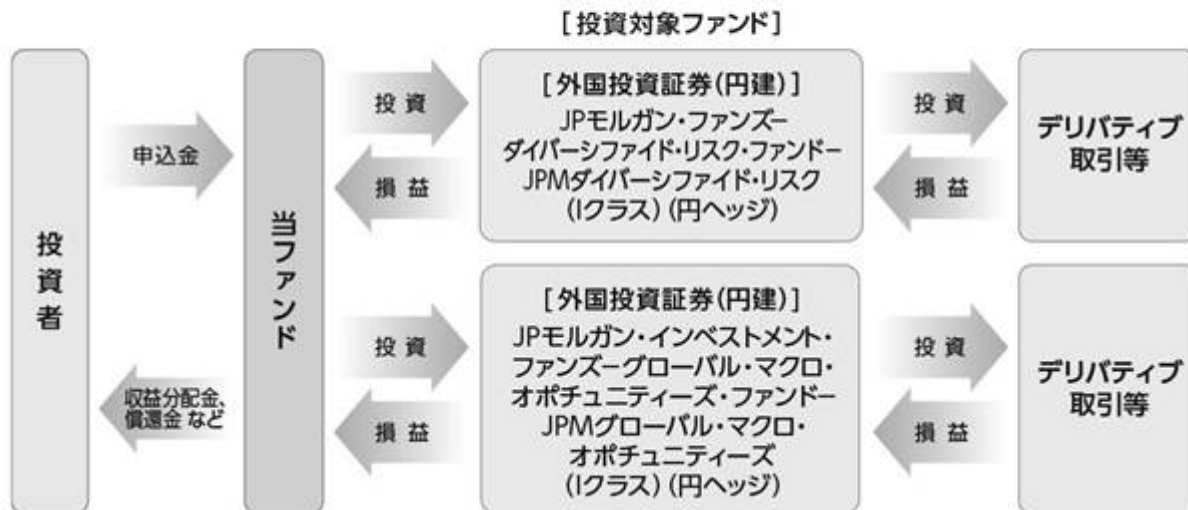 [投資対象ファンド]
投資者
申込金
収益分配金、
償還金 など
当ファンド
投資
損益
[外国投資証券(円建)]
JPモルガン・ファンズー
ダイバーシファイド・リスク・ファンドー
JPMダイバーシファイド・リスク
(Iクラス)(円ヘッジ)
投資
損益
デリバティブ
取引等
投資
損益
[外国投資証券(円建)]
JPモルガン・インベストメント・
ファンズーグローバル・マクロ・
オポチュニティーズ・ファンドー
JPMグローバル・マクロ・
オポチュニティーズ
(Iクラス)(円ヘッジ)
投資
損益
デリバティブ
取引等